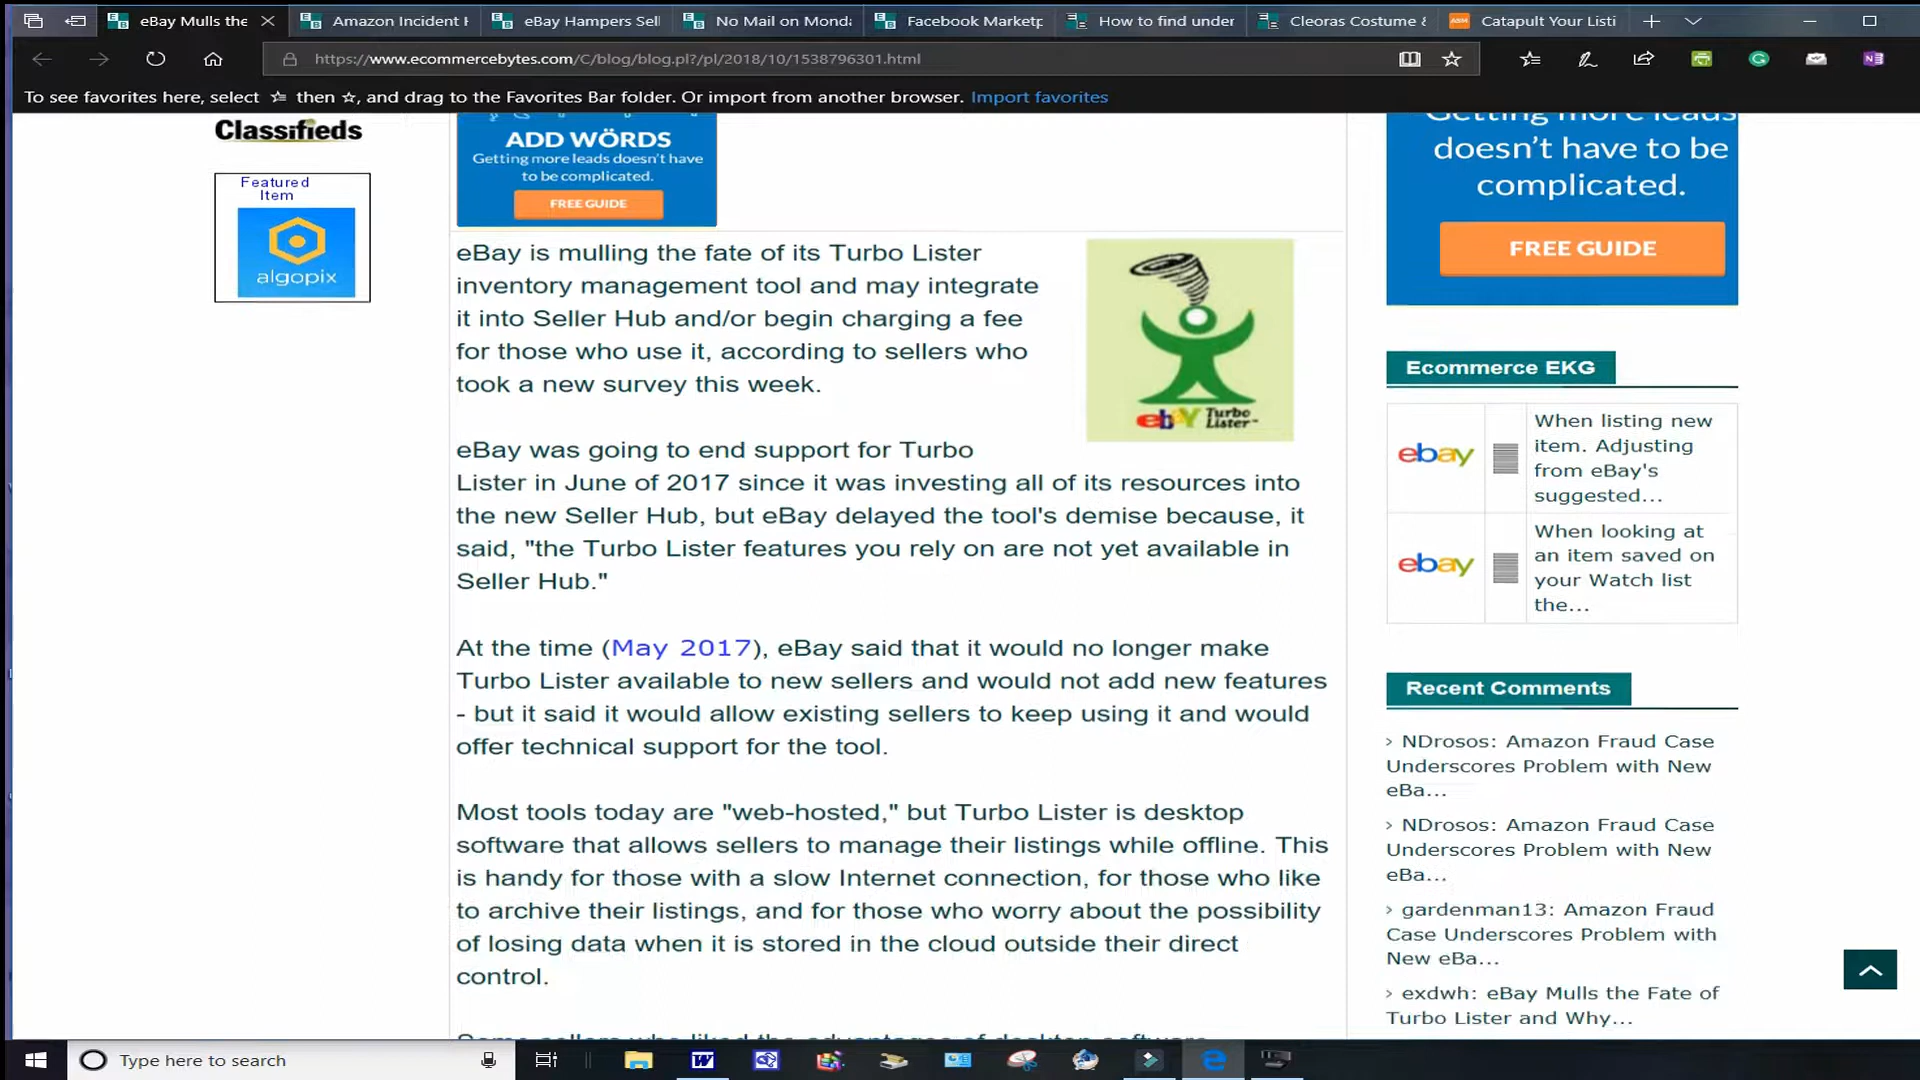 eBay Mulls the
Amazon Incident
eBay Hampers Sel
No Mail on Monda
Facebook Marketp
How to find under
Cleoras Costume &
Catapult Your Listi
https://www.ecommercebytes.com/C/blog/blog.pl?/pl/2018/10/1538796301.html
To see favorites here, select then , and drag to the Favorites Bar folder. Or import from another browser. Import favorites
Classifieds
Featured
Item
algopix
ADD WÖRDS
Getting more leads doesn't have
to be complicated.
FREE GUIDE
eBay is mulling the fate of its Turbo Lister
inventory management tool and may integrate
it into Seller Hub and/or begin charging a fee
for those who use it, according to sellers who
took a new survey this week.
ebay Turbo
Lister
eBay was going to end support for Turbo
Lister in June of 2017 since it was investing all of its resources into
the new Seller Hub, but eBay delayed the tool's demise because, it
said, "the Turbo Lister features you rely on are not yet available in
Seller Hub."
At the time (May 2017), eBay said that it would no longer make
Turbo Lister available to new sellers and would not add new features
- but it said it would allow existing sellers to keep using it and would
offer technical support for the tool.
Most tools today are "web-hosted," but Turbo Lister is desktop
software that allows sellers to manage their listings while offline. This
is handy for those with a slow Internet connection, for those who like
to archive their listings, and for those who worry about the possibility
of losing data when it is stored in the cloud outside their direct
control.
Some sellers who liked the advantages of desktop software
Getting more leads
doesn't have to be
complicated.
FREE GUIDE
Ecommerce EKG
ebay
When listing new
item. Adjusting
from eBay's
suggested...
ebay
When looking at
an item saved on
your Watch list
the...
Recent Comments
› NDrosos: Amazon Fraud Case
Underscores Problem with New
eBa...
› NDrosos: Amazon Fraud Case
Underscores Problem with New
eBa...
› gardenman13: Amazon Fraud
Case Underscores Problem with
New eBa...
› exdwh: eBay Mulls the Fate of
Turbo Lister and Why...
Type here to search